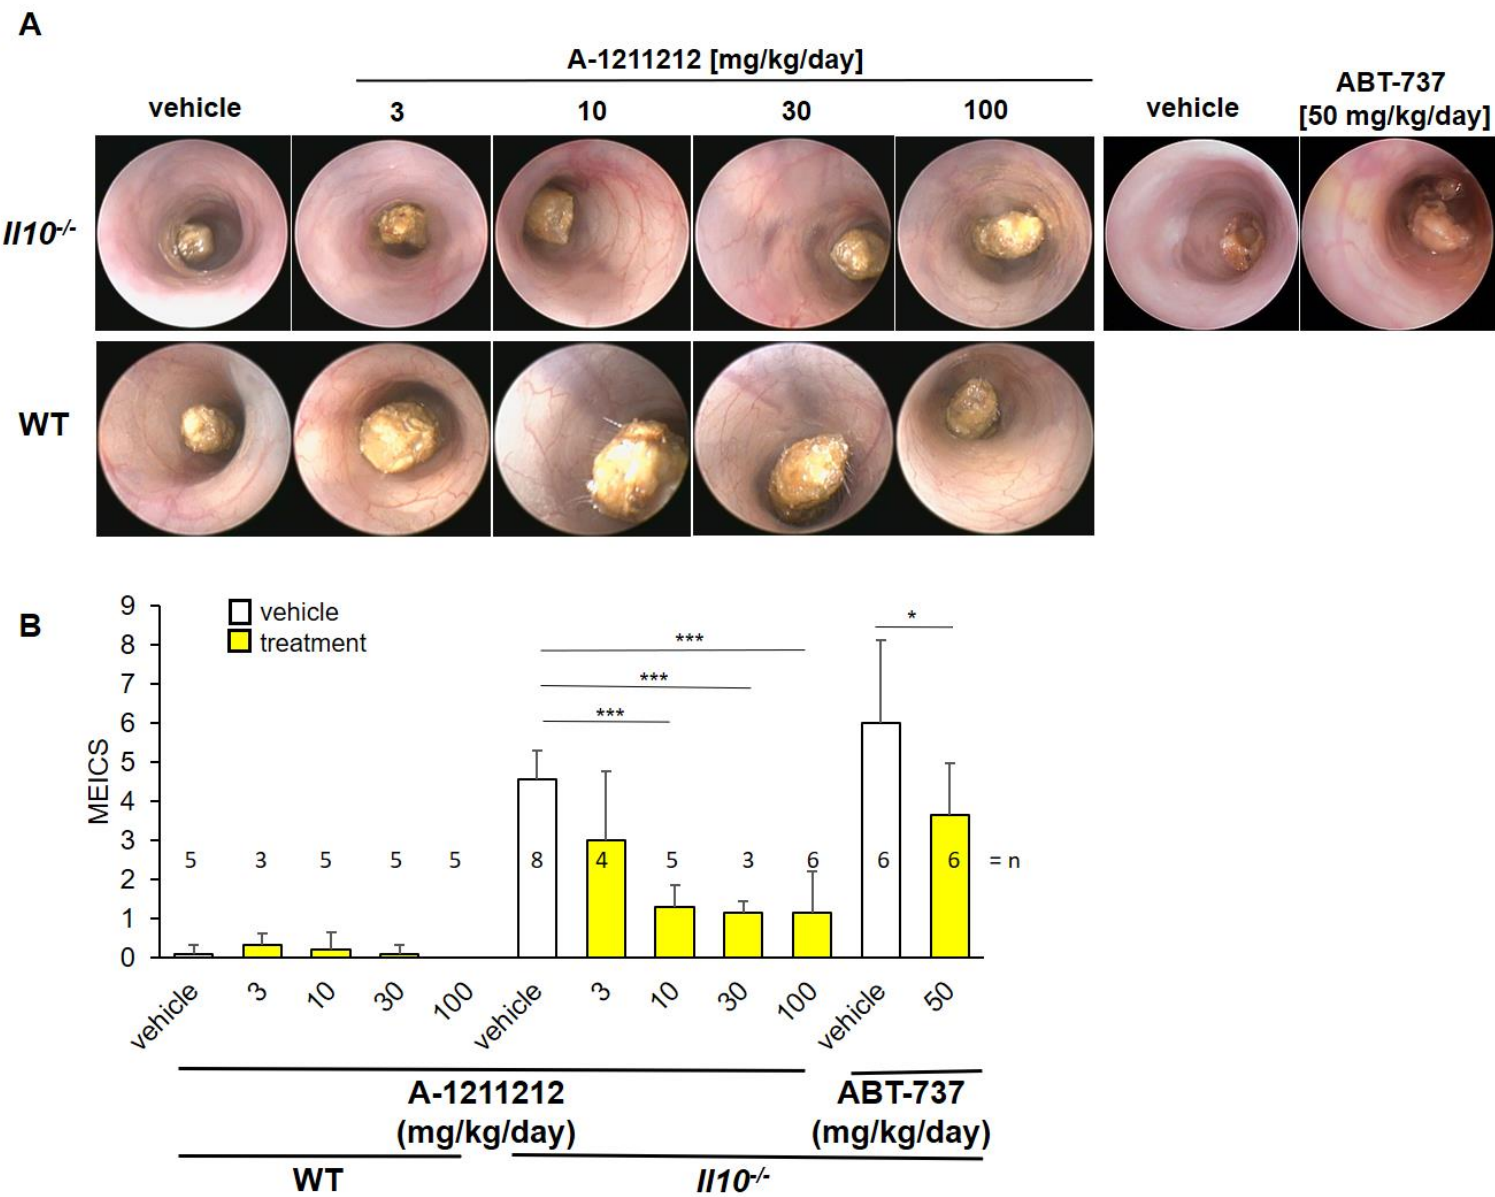 A
A-1211212 [mg/kg/day]
vehicle 3 10 30 100 vehicle ABT-737
[50 mg/kg/day]
Il10-/-
WT
B
vehicle
treatment
9
8
7
6
5
4
3
2
1
0
MEICS
*
***
***
***
5 3 5 5 5 8 4 5 3 6 6 6 = n
vehicle 3 10 30 100 vehicle 3 10 30 100 vehicle 50
A-1211212 ABT-737
(mg/kg/day) (mg/kg/day)
WT Il10-/-